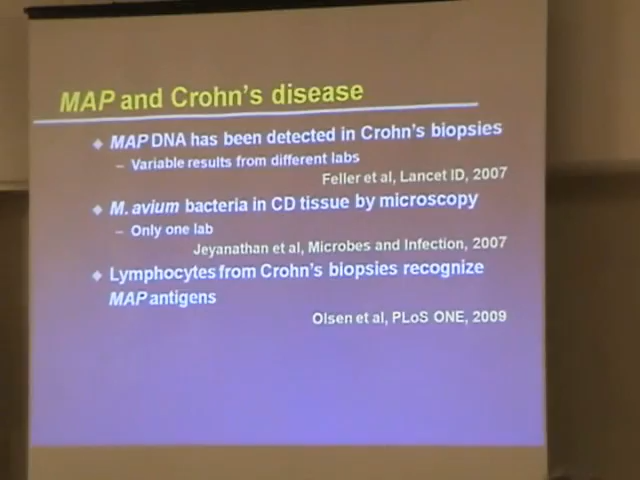 MAP and Crohn's disease
MAP DNA has been detected in Crohn's biopsies
– Variable results from different labs
Feller et al, Lancet ID, 2007
M. avium bacteria in CD tissue by microscopy
– Only one lab
Jeyanathan et al, Microbes and Infection, 2007
Lymphocytes from Crohn's biopsies recognize
MAP antigens
Olsen et al, PLoS ONE, 2009